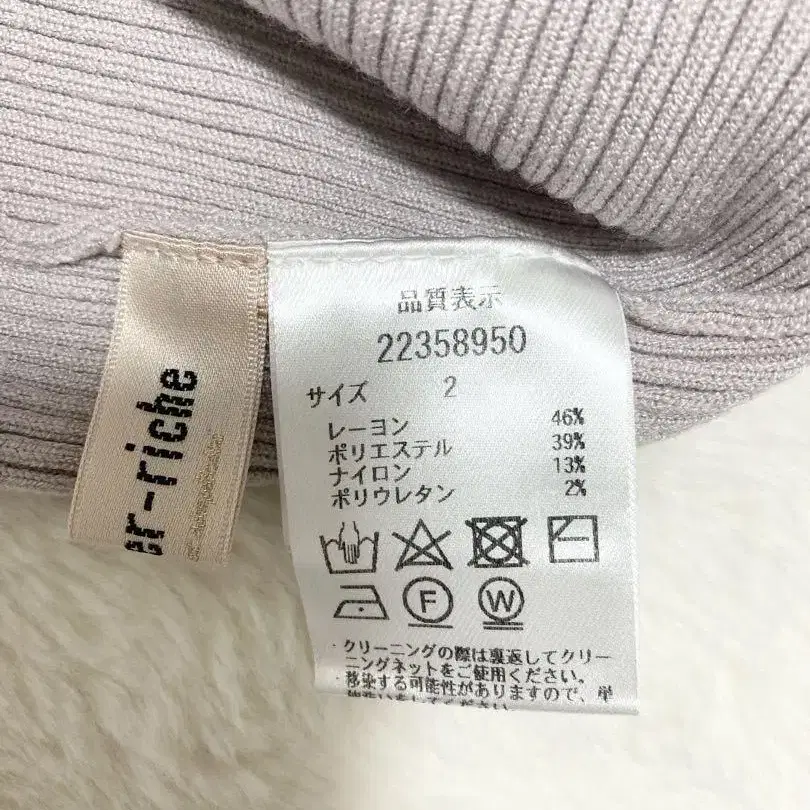 er-riche
品質表示
22358950
サイズ 2
レーヨン 46%
ポリエステル 39%
ナイロン 13%
ポリウレタン 2%
F W
・クリーニングの際は裏返してクリー
ニングネットをご使用ください。
・移染する可能性がありますので、単